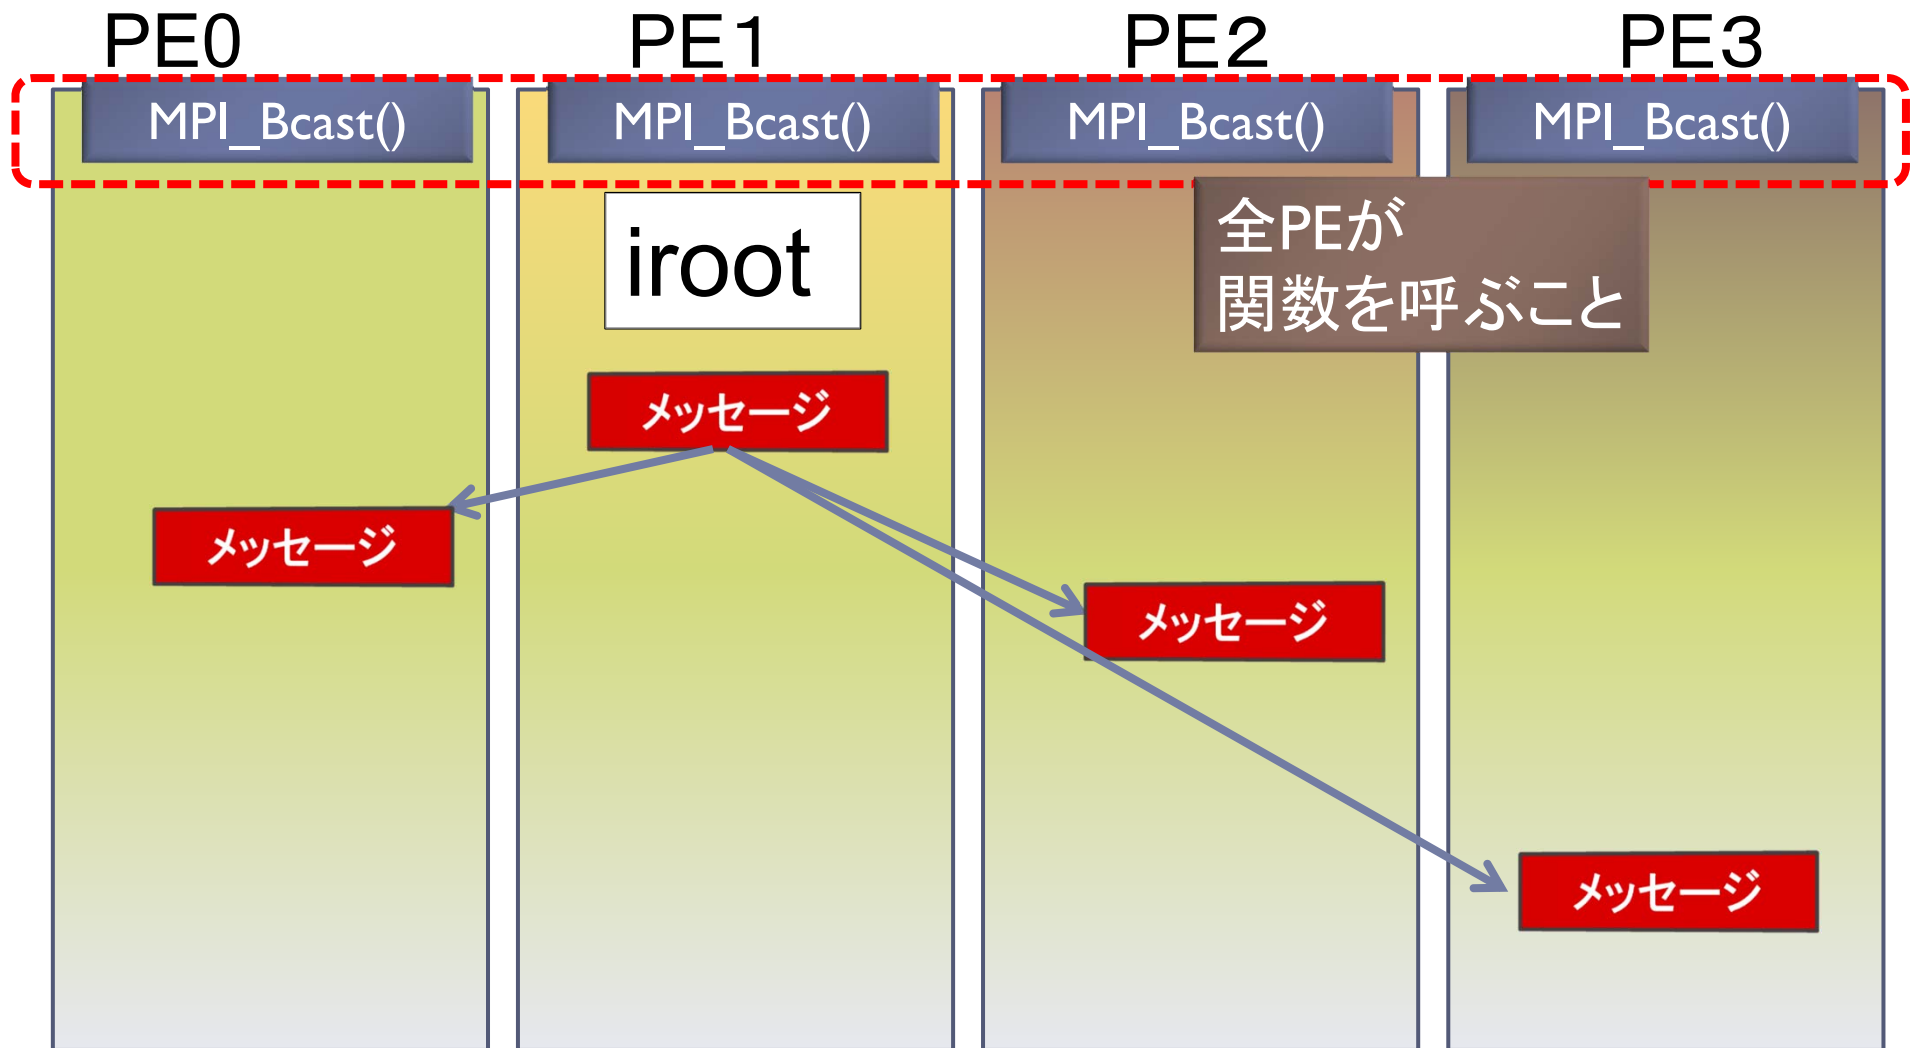 PE0
PE1
PE2
PE3
MPI_Bcast()
MPI_Bcast()
MPI_Bcast()
MPI_Bcast()
iroot
全PEが
関数を呼ぶこと
メッセージ
メッセージ
メッセージ
メッセージ